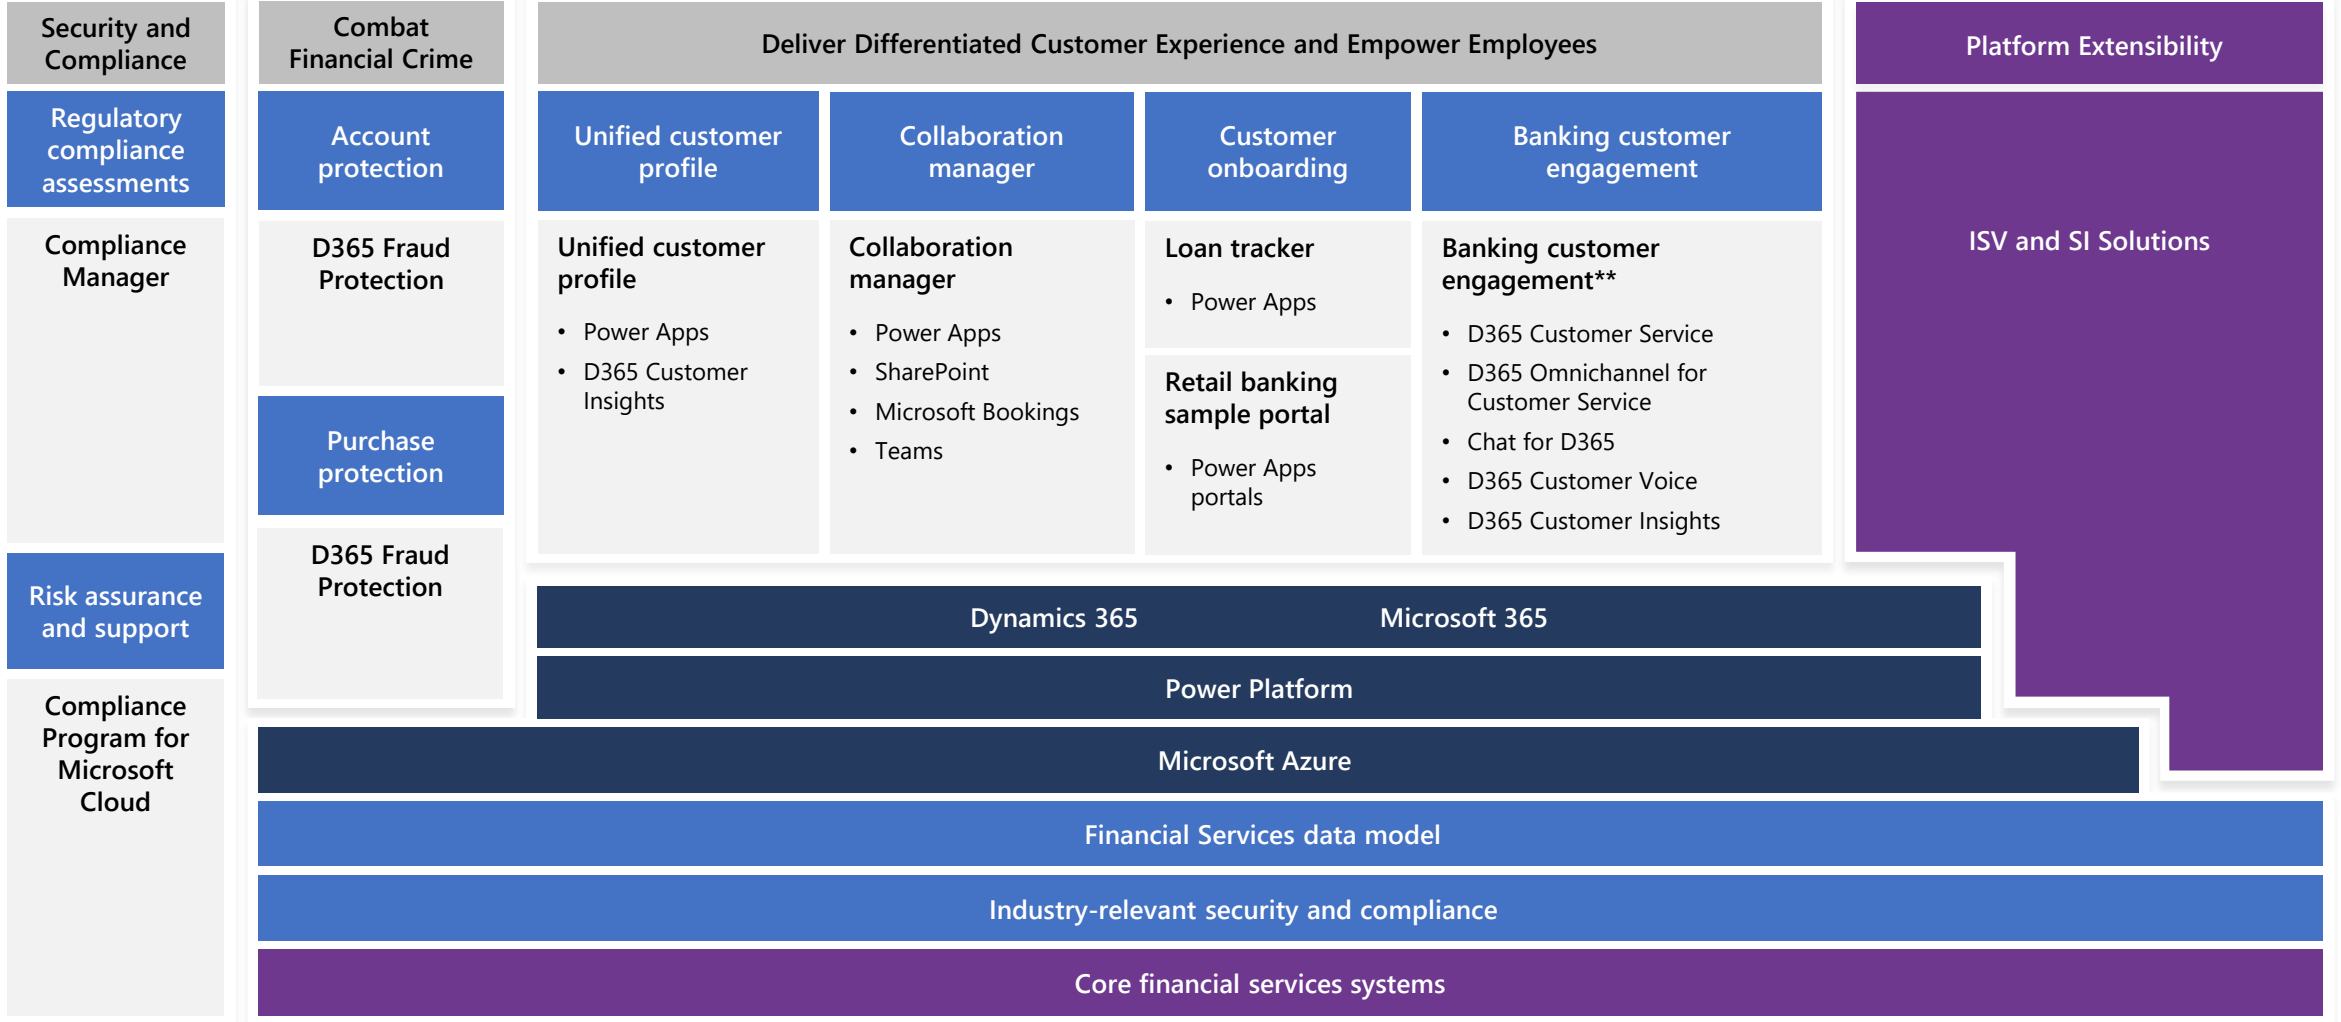 Security and
Compliance
Regulatory
compliance
assessments
Compliance
Manager
Risk assurance
and support
Compliance
Program for
Microsoft
Cloud
Combat
Financial Crime
Account
protection
D365 Fraud
Protection
Purchase
protection
D365 Fraud
Protection
Deliver Differentiated Customer Experience and Empower Employees
Unified customer
profile
Unified customer
profile
• Power Apps
• D365 Customer
Insights
Collaboration
manager
Collaboration
manager
• Power Apps
• SharePoint
• Microsoft Bookings
• Teams
Customer
onboarding
Loan tracker
• Power Apps
Retail banking
sample portal
• Power Apps
portals
Banking customer
engagement
Banking customer
engagement**
• D365 Customer Service
• D365 Omnichannel for
Customer Service
• Chat for D365
• D365 Customer Voice
• D365 Customer Insights
Platform Extensibility
ISV and SI Solutions
Dynamics 365 Microsoft 365
Power Platform
Microsoft Azure
Financial Services data model
Industry-relevant security and compliance
Core financial services systems